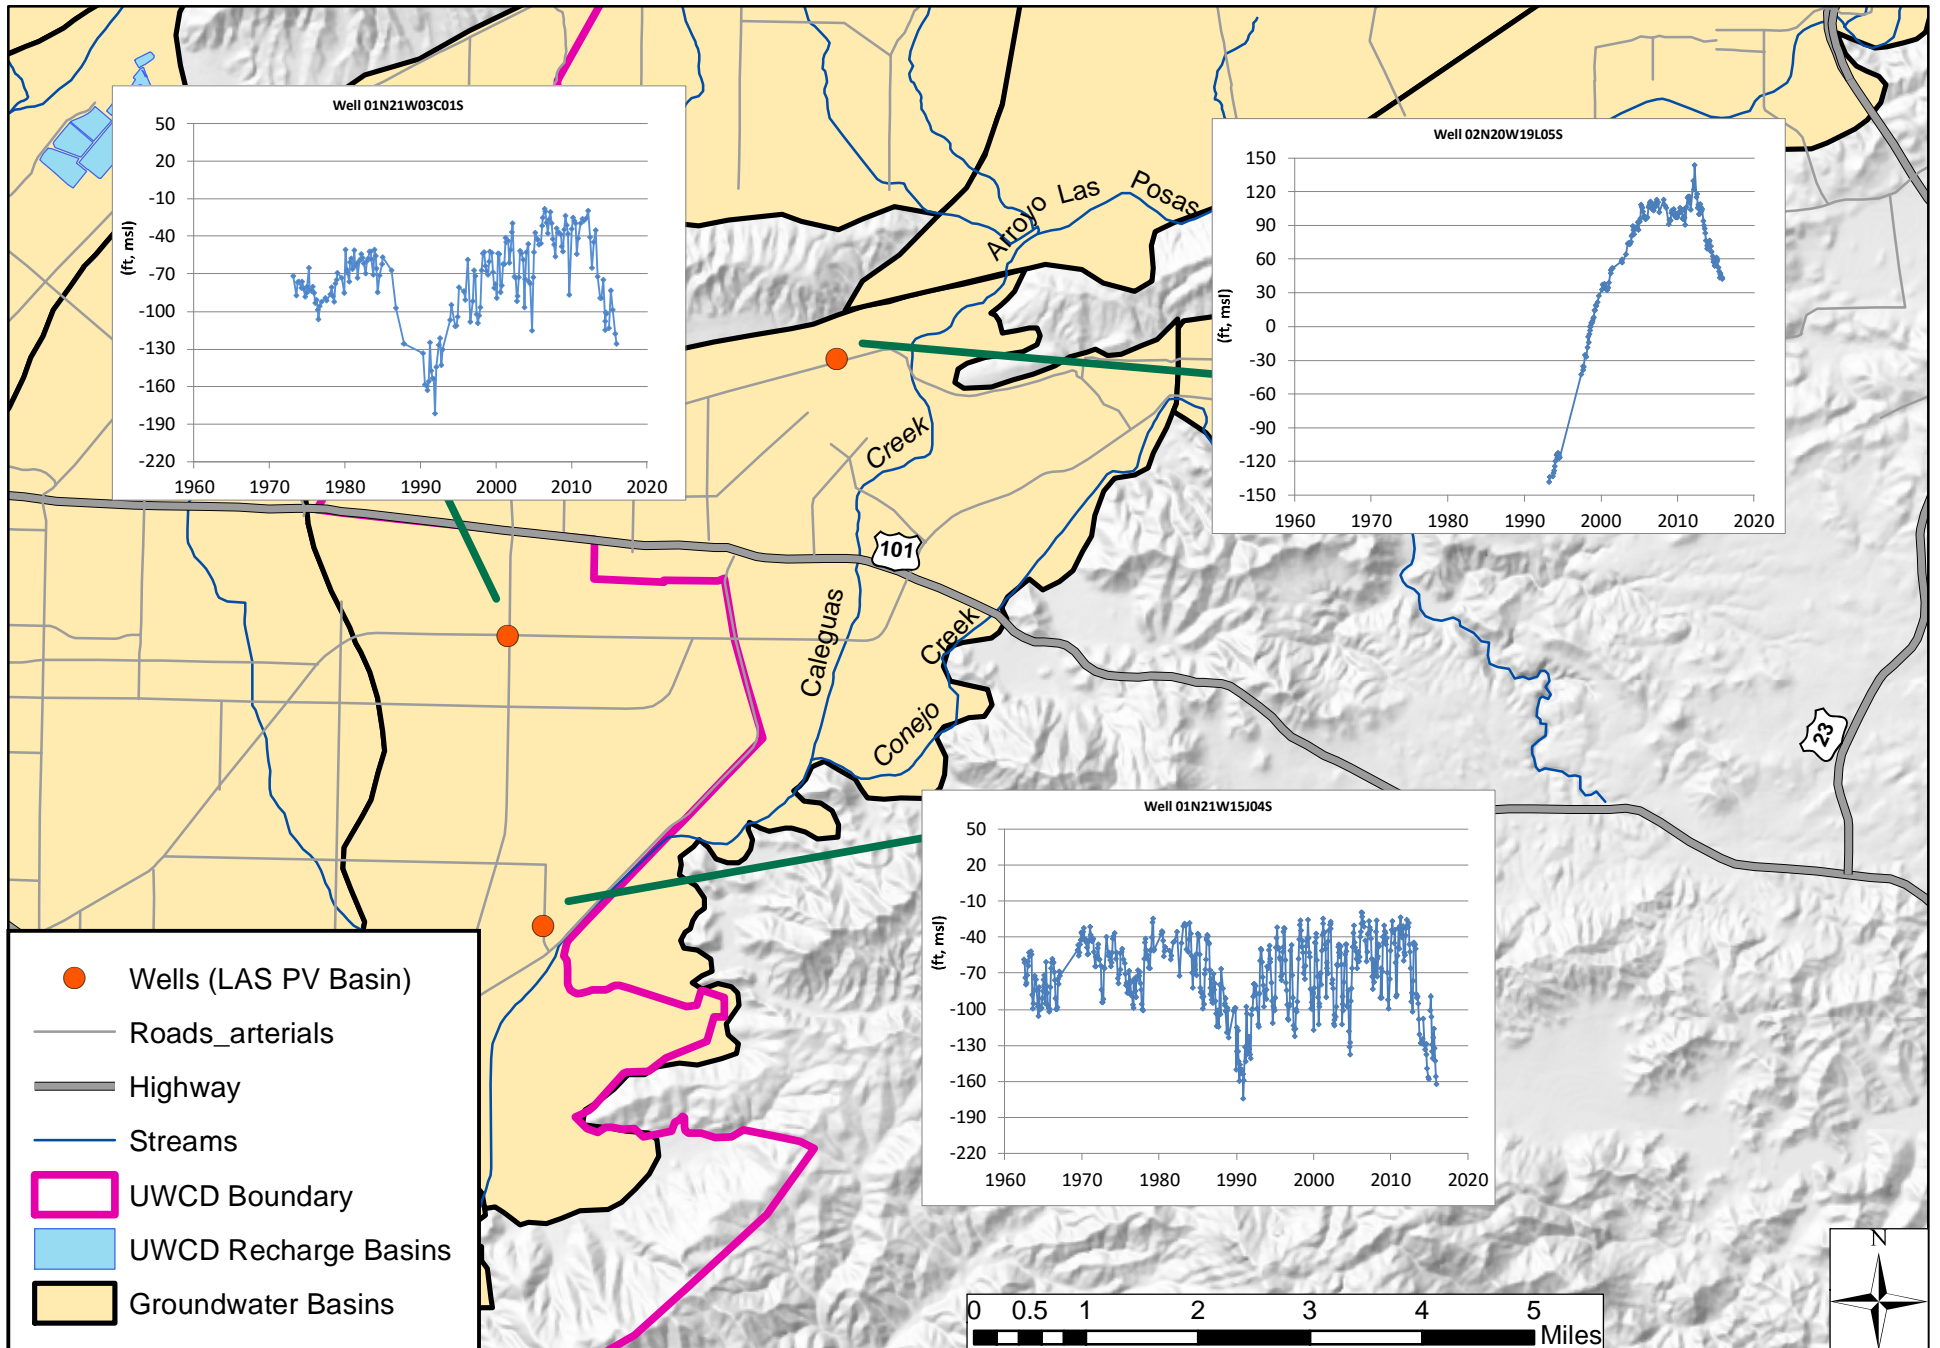 Well 01N21W03C01S
50
20
-10
-40
-70
-100
-130
-160
-190
-220
(ft, msl)
1960 1970 1980 1990 2000 2010 2020
Well 02N20W19L05S
150
120
90
60
30
0
-30
-60
-90
-120
-150
(ft, msl)
1960 1970 1980 1990 2000 2010 2020
Arroyo Las Posas
Creek
101
Caleguas
Creek
Conejo
23
Well 01N21W15J04S
50
20
-10
-40
-70
-100
-130
-160
-190
-220
(ft, msl)
1960 1970 1980 1990 2000 2010 2020
Wells (LAS PV Basin)
Roads_arterials
Highway
Streams
UWCD Boundary
UWCD Recharge Basins
Groundwater Basins
0 0.5 1 2 3 4 5
Miles
N